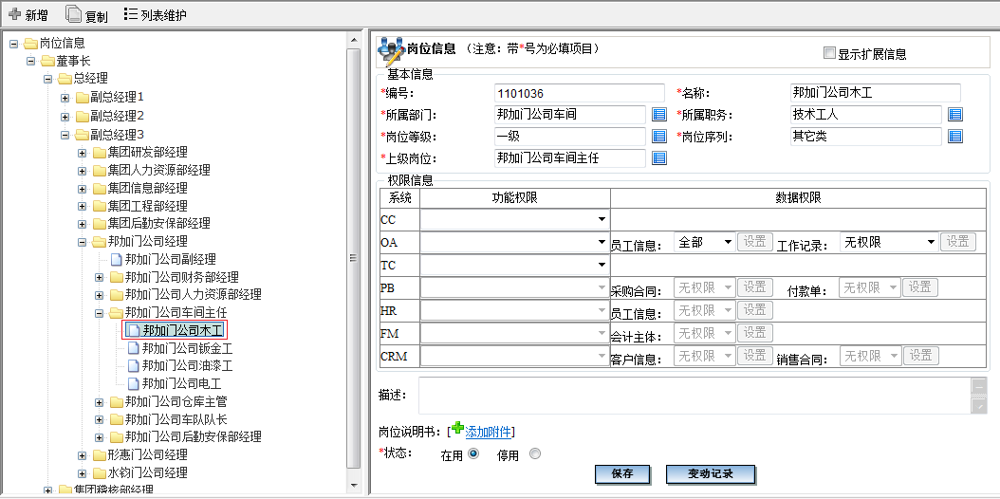 新增 复制 列表维护
岗位信息
董事长
总经理
副总经理1
副总经理2
副总经理3
集团研发部经理
集团人力资源部经理
集团信息部经理
集团工程部经理
集团后勤安保部经理
邦加门公司经理
邦加门公司副经理
邦加门公司财务部经理
邦加门公司人力资源部经理
邦加门公司车间主任
邦加门公司木工
邦加门公司钣金工
邦加门公司油漆工
邦加门公司电工
邦加门公司仓库主管
邦加门公司车队队长
邦加门公司后勤安保部经理
形惠门公司经理
水钧门公司经理
集团稽核部经理
岗位信息 (注意：带*号为必填项目) 显示扩展信息
基本信息
*编号： 1101036 *名称： 邦加门公司木工
*所属部门： 邦加门公司车间 *所属职务： 技术工人
*岗位等级： 一级 *岗位序列： 其它类
*上级岗位： 邦加门公司车间主任
权限信息
系统 功能权限 数据权限
CC
OA 员工信息： 全部 设置 工作记录： 无权限 设置
TC
PB 采购合同： 无权限 设置 付款单： 无权限 设置
HR 员工信息： 无权限 设置
FM 会计主体： 无权限 设置
CRM 客户信息： 无权限 设置 销售合同： 无权限 设置
描述：
岗位说明书：[添加附件]
*状态： 在用 停用
保存 变动记录